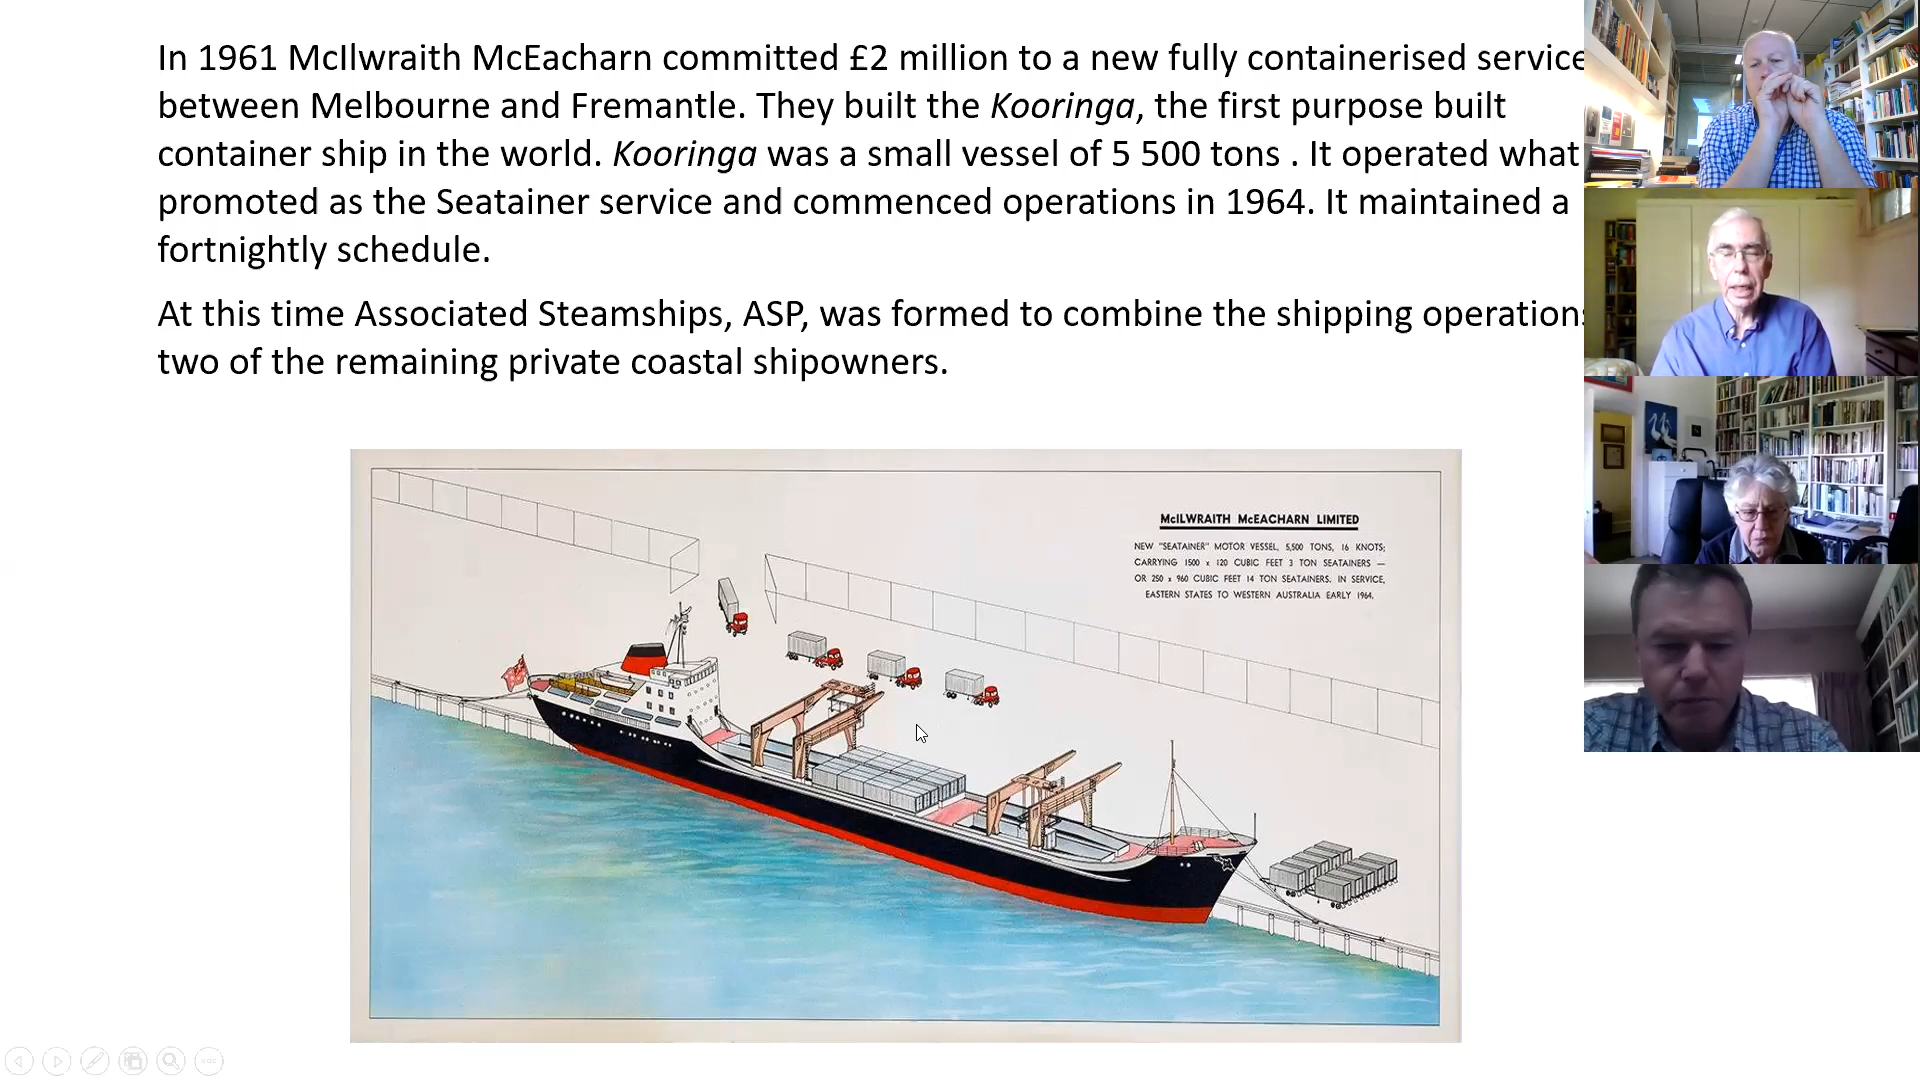 In 1961 McIlwraith McEacharn committed £2 million to a new fully containerised service
between Melbourne and Fremantle. They built the Kooringa, the first purpose built
container ship in the world. Kooringa was a small vessel of 5 500 tons . It operated what
promoted as the Seatainer service and commenced operations in 1964. It maintained a
fortnightly schedule.
At this time Associated Steamships, ASP, was formed to combine the shipping operations
two of the remaining private coastal shipowners.
McILWRAITH McEACHARN LIMITED
NEW "SEATAINER" MOTOR VESSEL, 5,500 TONS, 16 KNOTS;
CARRYING 1500 x 120 CUBIC FEET 3 TON SEATAINERS —
OR 250 x 960 CUBIC FEET 14 TON SEATAINERS. IN SERVICE,
EASTERN STATES TO WESTERN AUSTRALIA EARLY 1964.